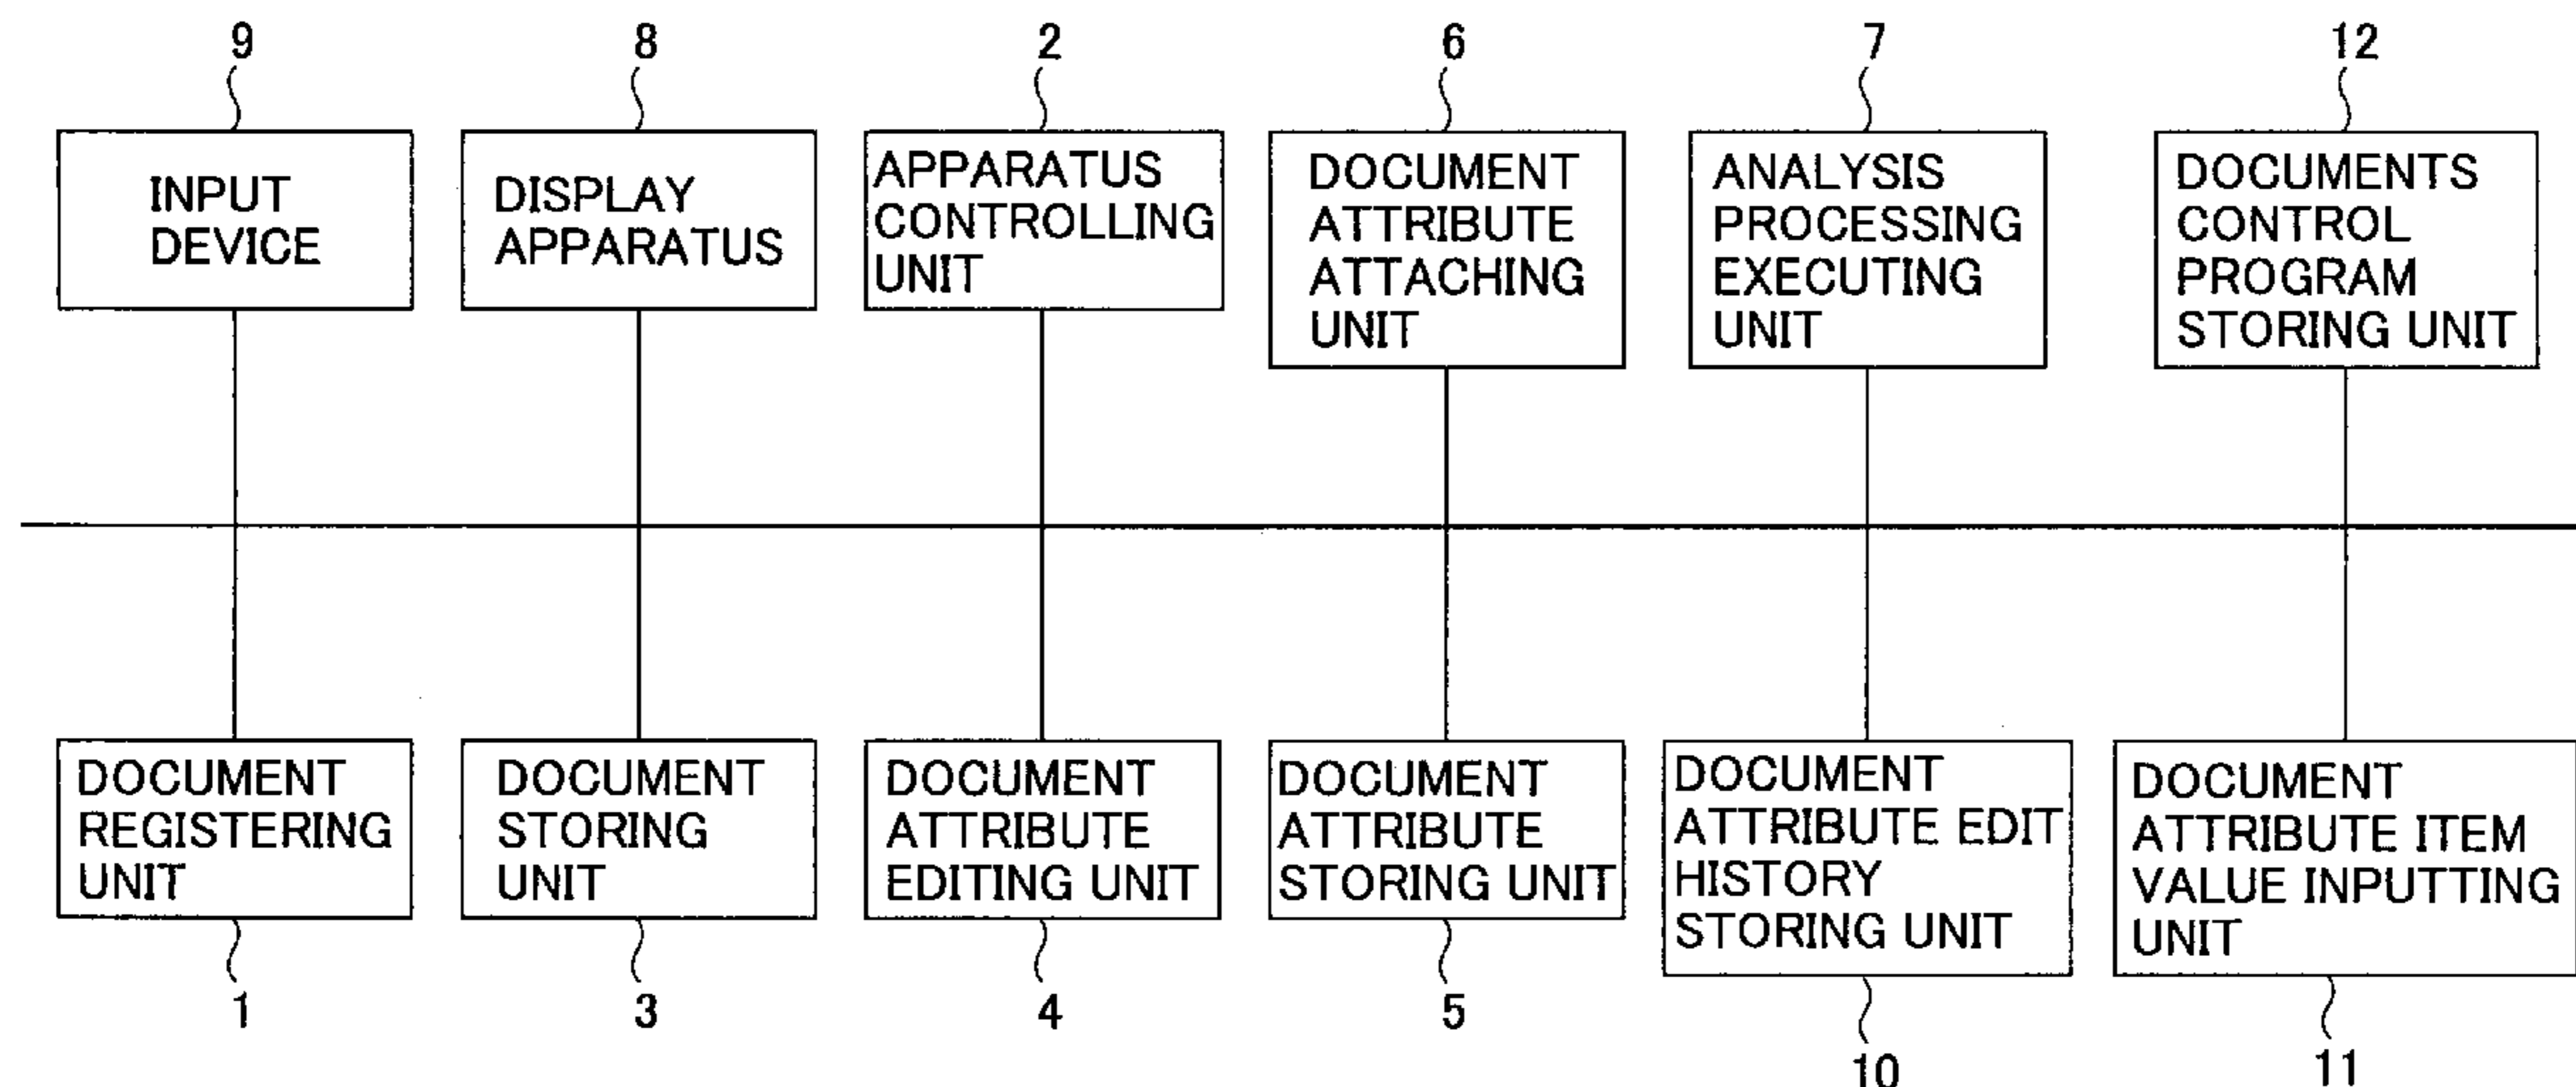 9
8
2
6
7
12
INPUT
DEVICE
DISPLAY
APPARATUS
APPARATUS
CONTROLLING
UNIT
DOCUMENT
ATTRIBUTE
ATTACHING
UNIT
ANALYSIS
PROCESSING
EXECUTING
UNIT
DOCUMENTS
CONTROL
PROGRAM
STORING UNIT
DOCUMENT
REGISTERING
UNIT
DOCUMENT
STORING
UNIT
DOCUMENT
ATTRIBUTE
EDITING UNIT
DOCUMENT
ATTRIBUTE
STORING UNIT
DOCUMENT
ATTRIBUTE EDIT
HISTORY
STORING UNIT
DOCUMENT
ATTRIBUTE ITEM
VALUE INPUTTING
UNIT
1
3
4
5
10
11